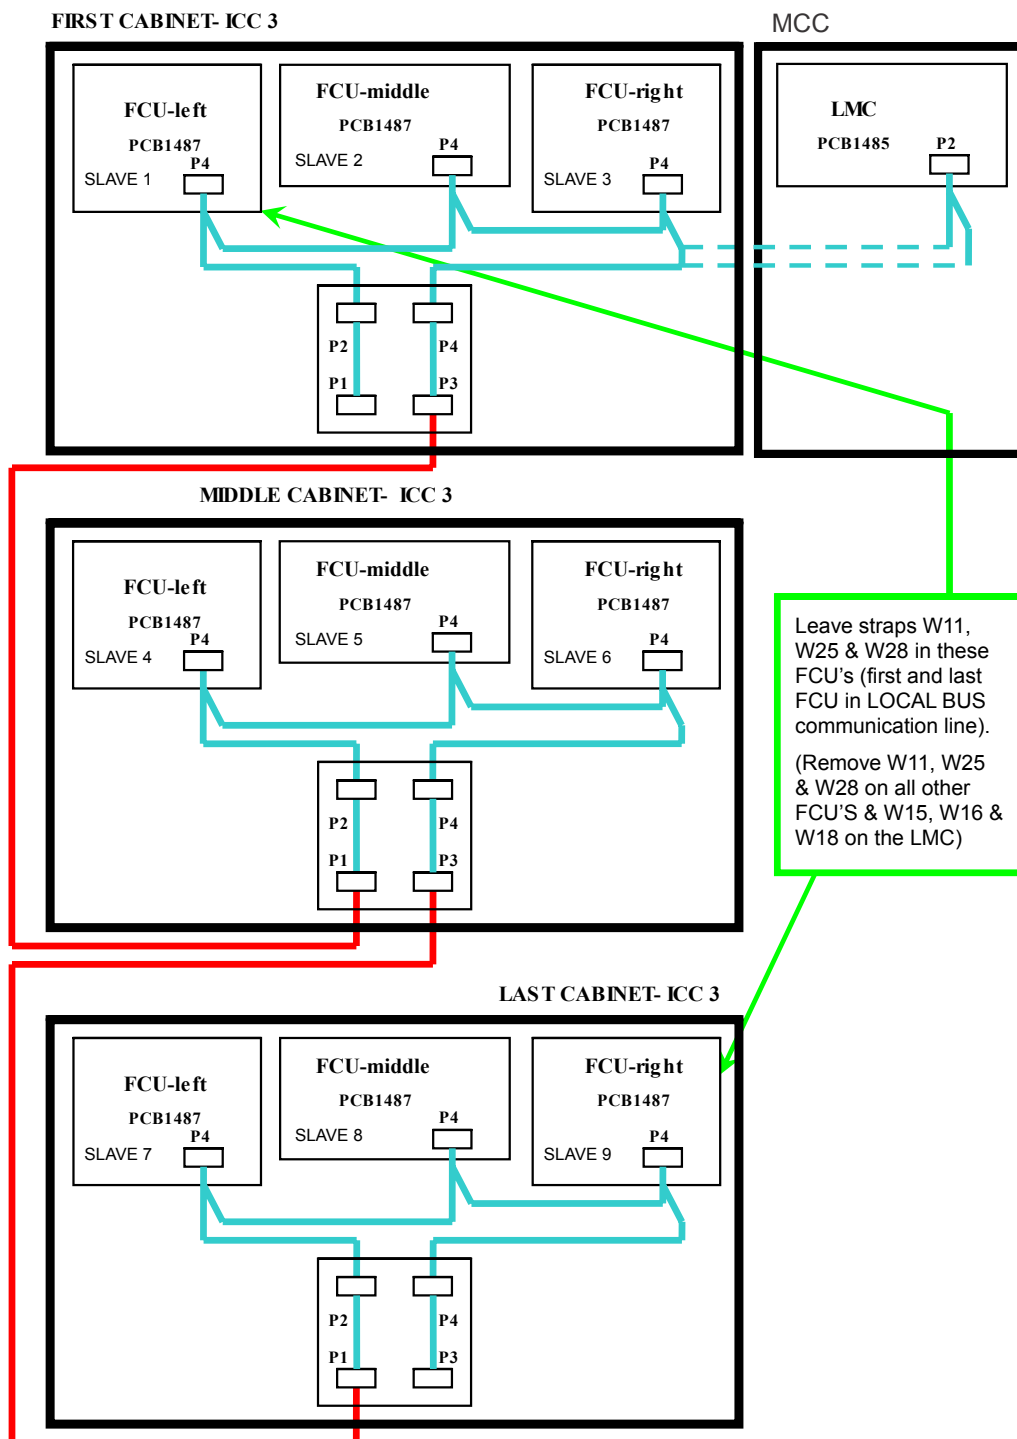 FIRST CABINET- ICC 3
MCC
FCU-left
PCB1487
P4
SLAVE 1
FCU-middle
PCB1487
P4
SLAVE 2
FCU-right
PCB1487
P4
SLAVE 3
LMC
PCB1485
P2
P2
P4
P1
P3
MIDDLE CABINET- ICC 3
FCU-left
PCB1487
P4
SLAVE 4
FCU-middle
PCB1487
P4
SLAVE 5
FCU-right
PCB1487
P4
SLAVE 6
P2
P4
P1
P3
Leave straps W11,
W25 & W28 in these
FCU's (first and last
FCU in LOCAL BUS
communication line).
(Remove W11, W25
& W28 on all other
FCU'S & W15, W16 &
W18 on the LMC)
LAST CABINET- ICC 3
FCU-left
PCB1487
P4
SLAVE 7
FCU-middle
PCB1487
P4
SLAVE 8
FCU-right
PCB1487
P4
SLAVE 9
P2
P4
P1
P3